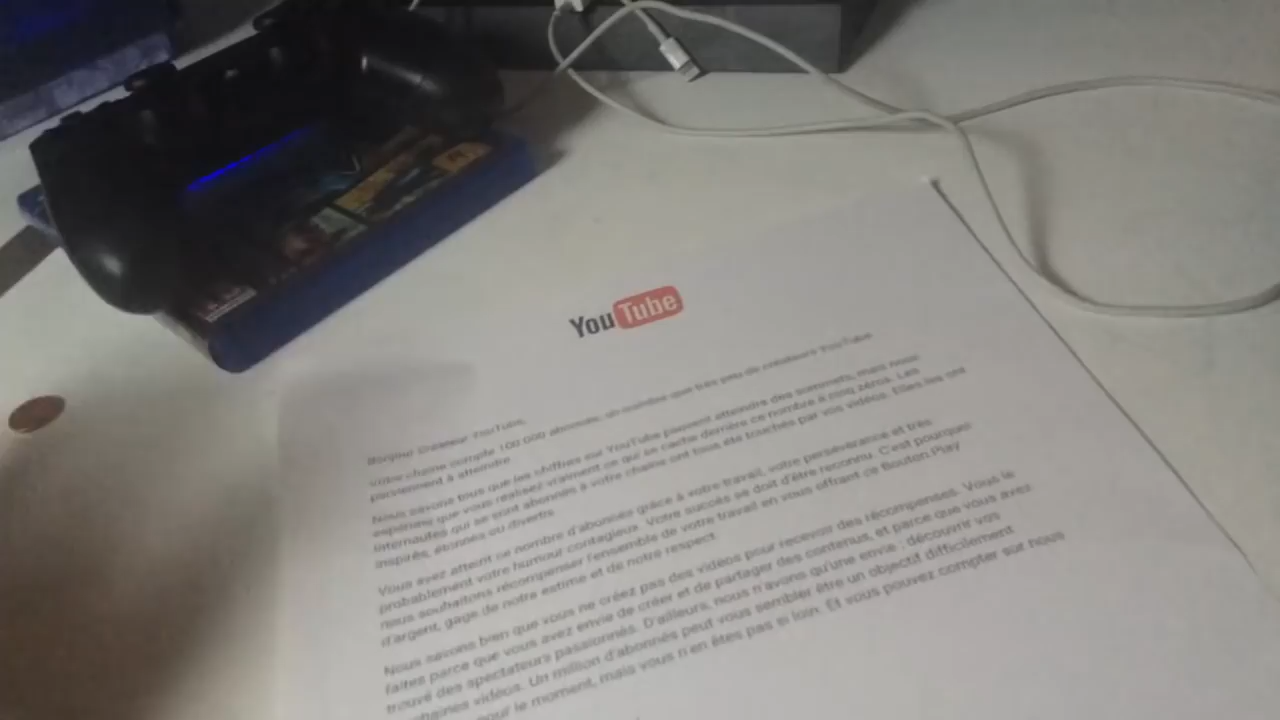 YouTube
Bonjour Créateur YouTube,
Votre chaîne compte 100 000 abonnés, un nombre que très peu de créateurs YouTube
parviennent à atteindre.
Nous savons tous que les chiffres sur YouTube peuvent atteindre des sommets, mais nous
espérons que vous réalisez vraiment ce qui se cache derrière ce nombre à cinq zéros. Les
internautes qui se sont abonnés à votre chaîne ont tous été touchés par vos vidéos. Elles les ont
inspirés, étonnés ou divertis.
Vous avez atteint ce nombre d'abonnés grâce à votre travail, votre persévérance et très
probablement votre humour contagieux. Votre succès se doit d'être reconnu. C'est pourquoi
nous souhaitons récompenser l'ensemble de votre travail en vous offrant ce Bouton Play
d'argent, gage de notre estime et de notre respect.
Nous savons bien que vous ne créez pas des vidéos pour recevoir des récompenses. Vous le
faites parce que vous avez envie de créer et de partager des contenus, et parce que vous avez
trouvé des spectateurs passionnés. D'ailleurs, nous n'avons qu'une envie : découvrir vos
chaines vidéos. Un million d'abonnés peut vous sembler être un objectif difficilement
pour le moment, mais vous n'en êtes pas si loin. Et vous pouvez compter sur nous